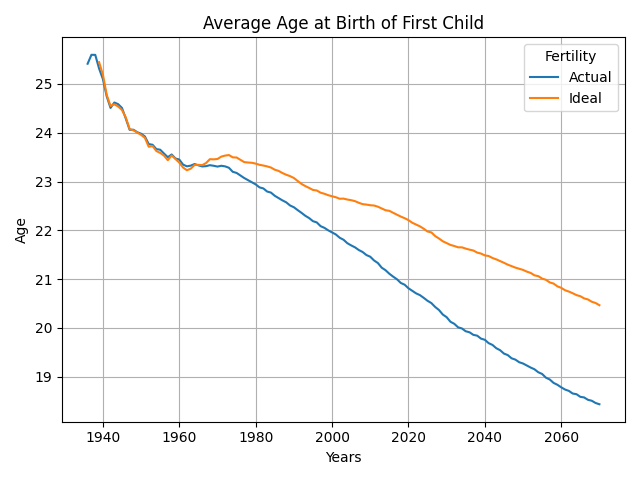 Average Age at Birth of First Child
Fertility
Actual
Ideal
Age
25
24
23
22
21
20
19
1940
1960
1980
2000
2020
2040
2060
Years